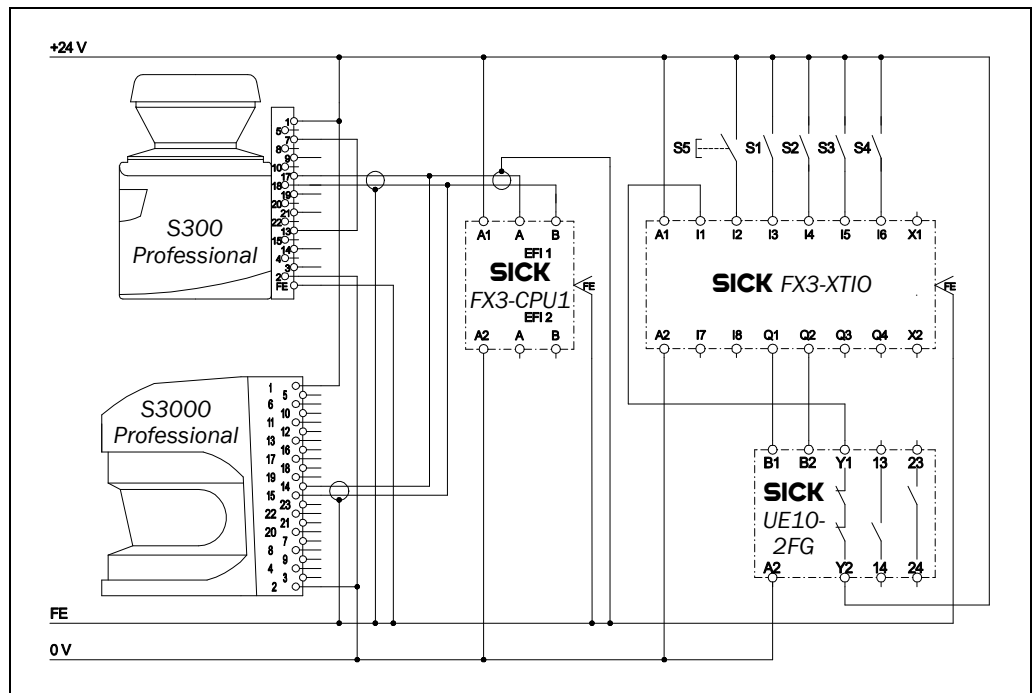 +24 V
1
5
7
8
9
10
17
18
19
20
21
22
13
15
14
4
3
2
FE
S300
Professional
S5
S1
S2
S3
S4
A1
A
B
EFI 1
SICK
FX3-CPU1
EFI 2
A2
A
B
FE
A1
I1
I2
I3
I4
I5
I6
X1
SICK FX3-XTIO
FE
A2
I7
I8
Q1
Q2
Q3
Q4
X2
S3000
Professional
1
5
6
10
11
12
13
16
17
18
19
14
15
23
22
21
20
7
8
9
4
3
2
B1
B2
Y1
13
23
SICK
UE10-
2FG
A2
Y2
14
24
FE
0 V